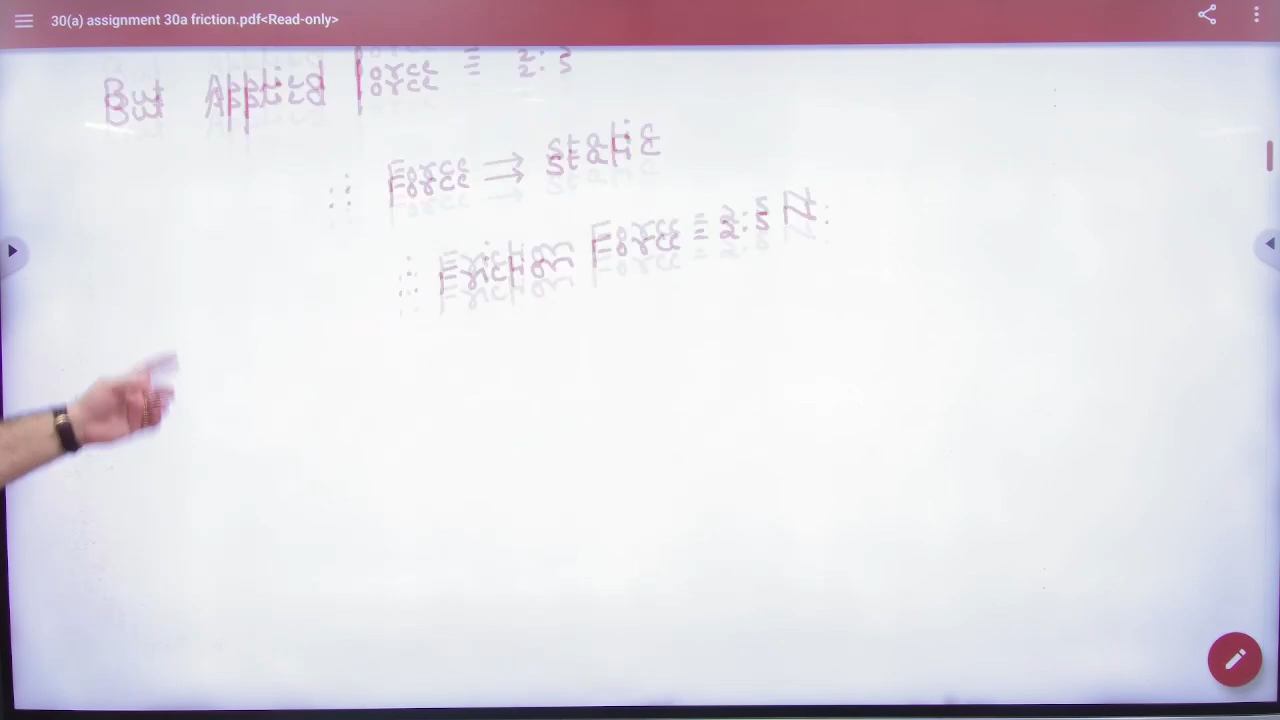 30(a) assignment 30a friction.pdf<Read-only>
But Applied Force = 2.5
∴ Force ⇒ static
∴ Friction Force = 2.5 N.